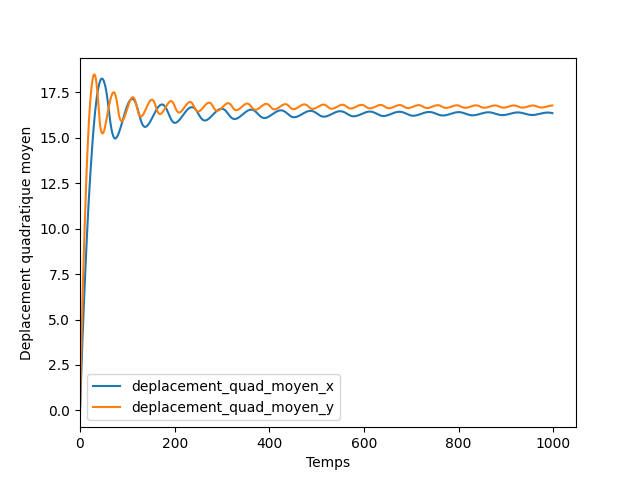 17.5
15.0
12.5
10.0
7.5
5.0
2.5
0.0
Deplacement quadratique moyen
deplacement_quad_moyen_x
deplacement_quad_moyen_y
0 200 400 600 800 1000
Temps